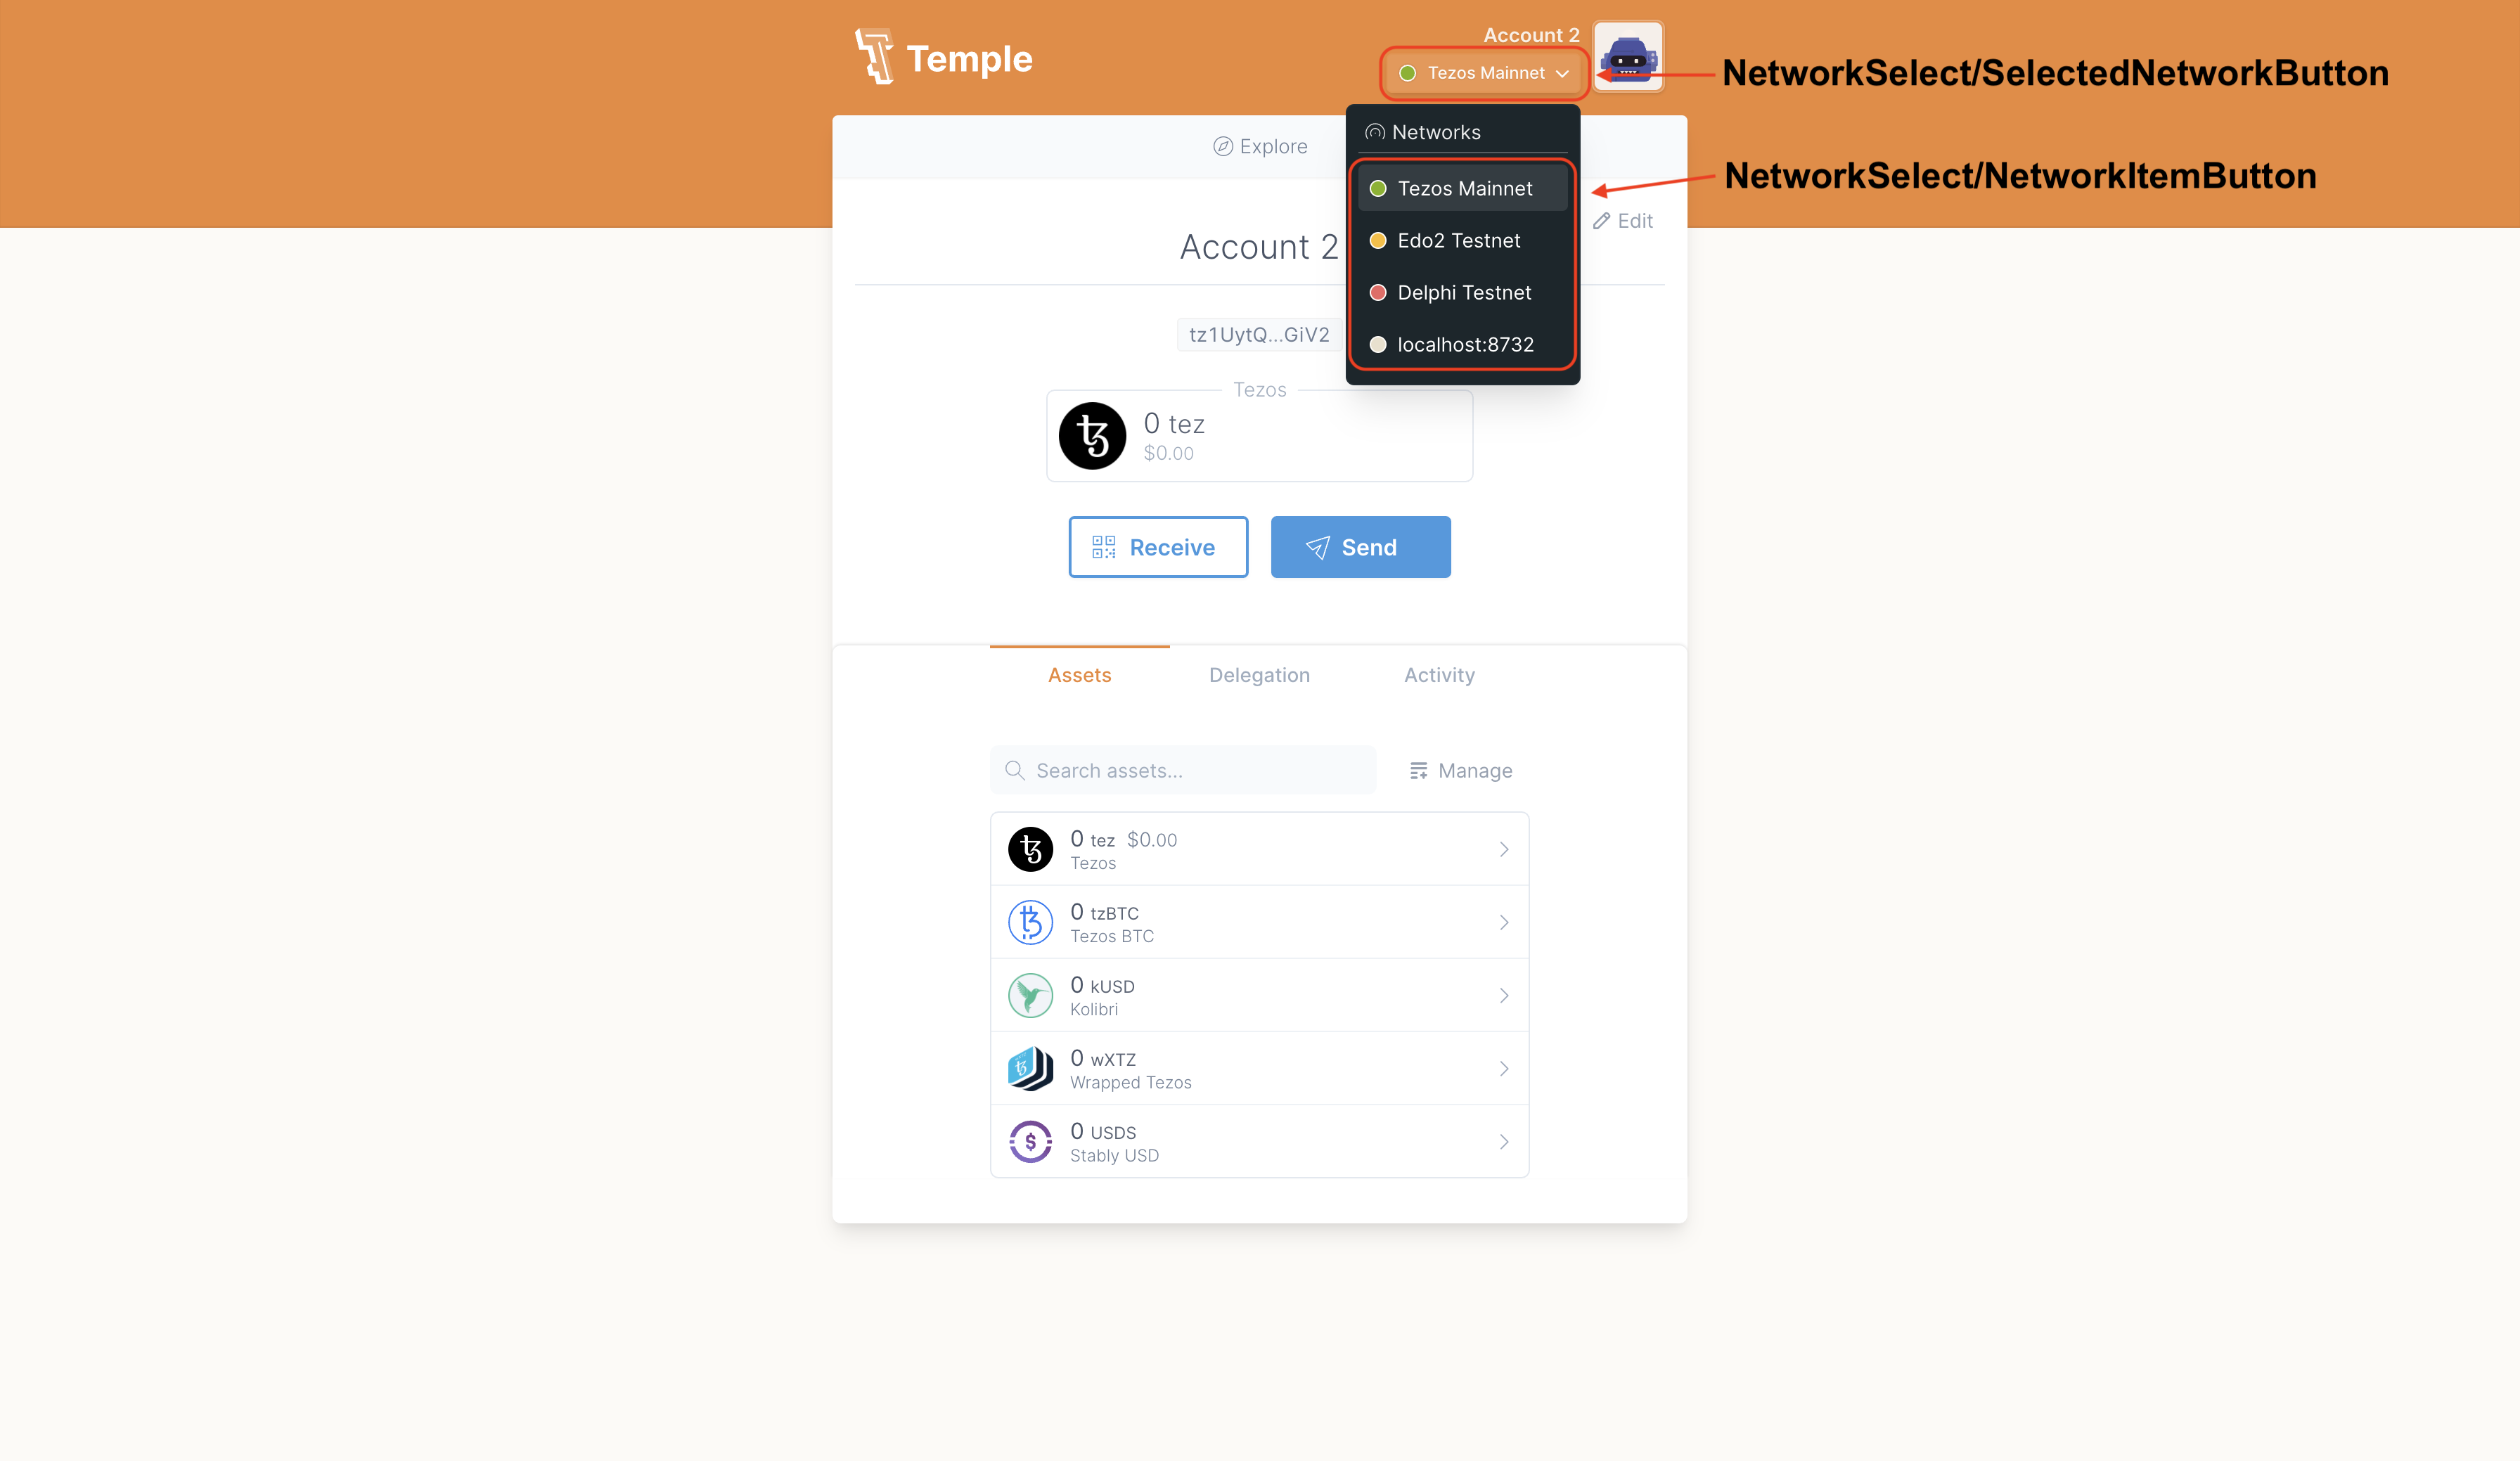 Temple
Account 2
Tezos Mainnet
NetworkSelect/SelectedNetworkButton
Explore
Networks
Tezos Mainnet
NetworkSelect/NetworkItemButton
Edo2 Testnet
Delphi Testnet
localhost:8732
Edit
Account 2
tz1UytQ...GiV2
Tezos
0 tez
$0.00
Receive
Send
Assets
Delegation
Activity
Search assets...
Manage
0 tez $0.00
Tezos
0 tzBTC
Tezos BTC
0 kUSD
Kolibri
0 wXTZ
Wrapped Tezos
0 USDS
Stably USD